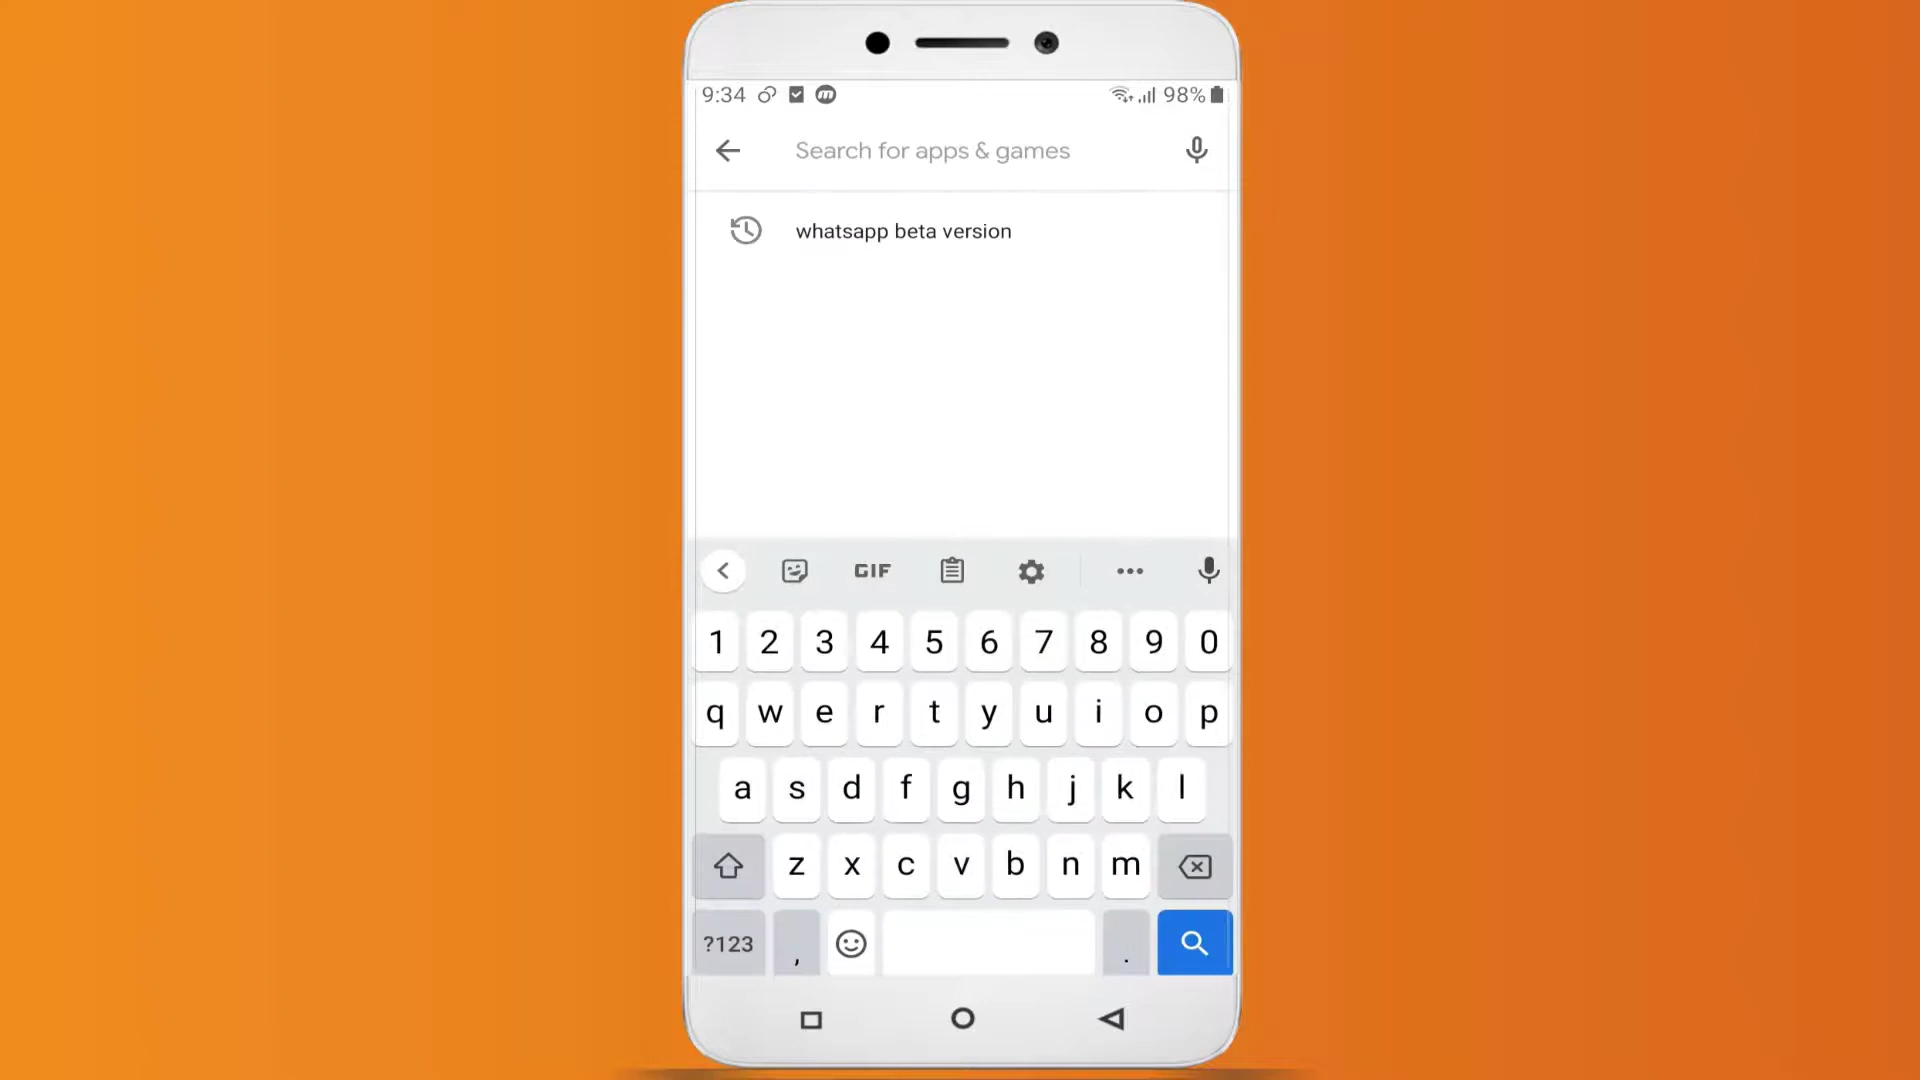 9:34 98%
Search for apps & games
whatsapp beta version
GIF
1 2 3 4 5 6 7 8 9 0
q w e r t y u i o p
a s d f g h j k l
z x c v b n m
?123 , .